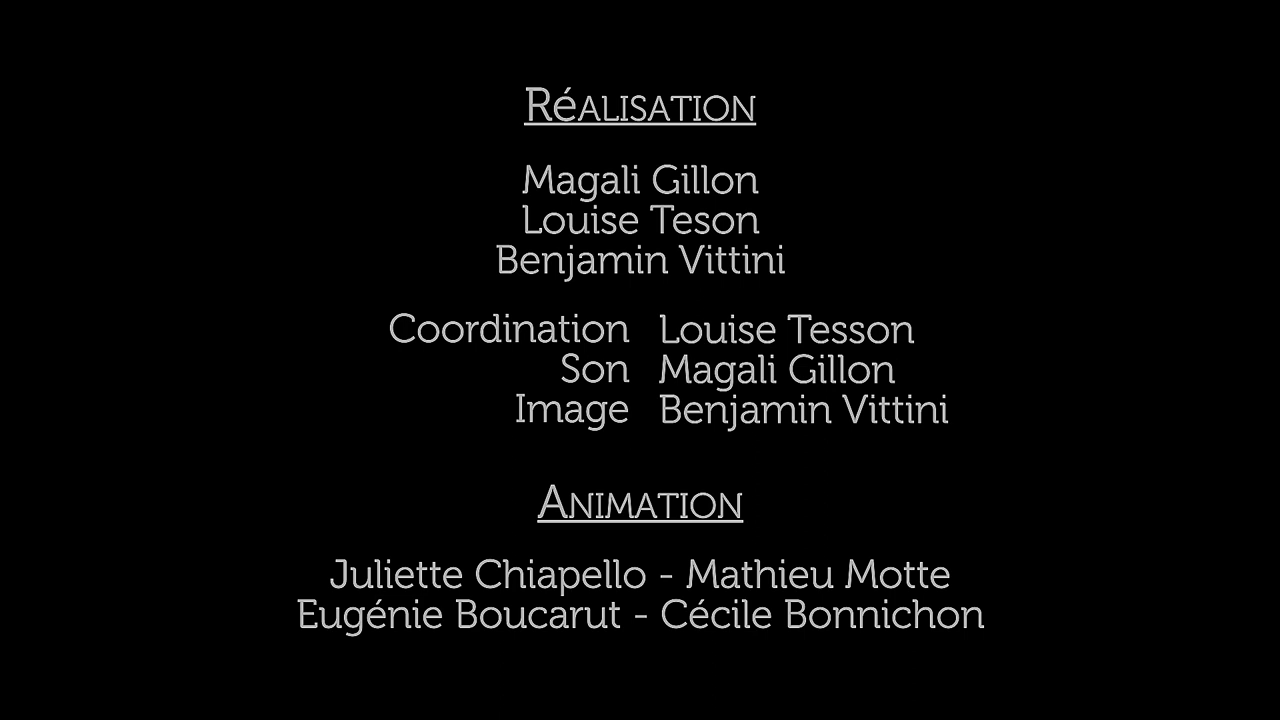 RéALISATION
Magali Gillon
Louise Teson
Benjamin Vittini
Coordination Louise Tesson
Son Magali Gillon
Image Benjamin Vittini
ANIMATION
Juliette Chiapello - Mathieu Motte
Eugénie Boucarut - Cécile Bonnichon